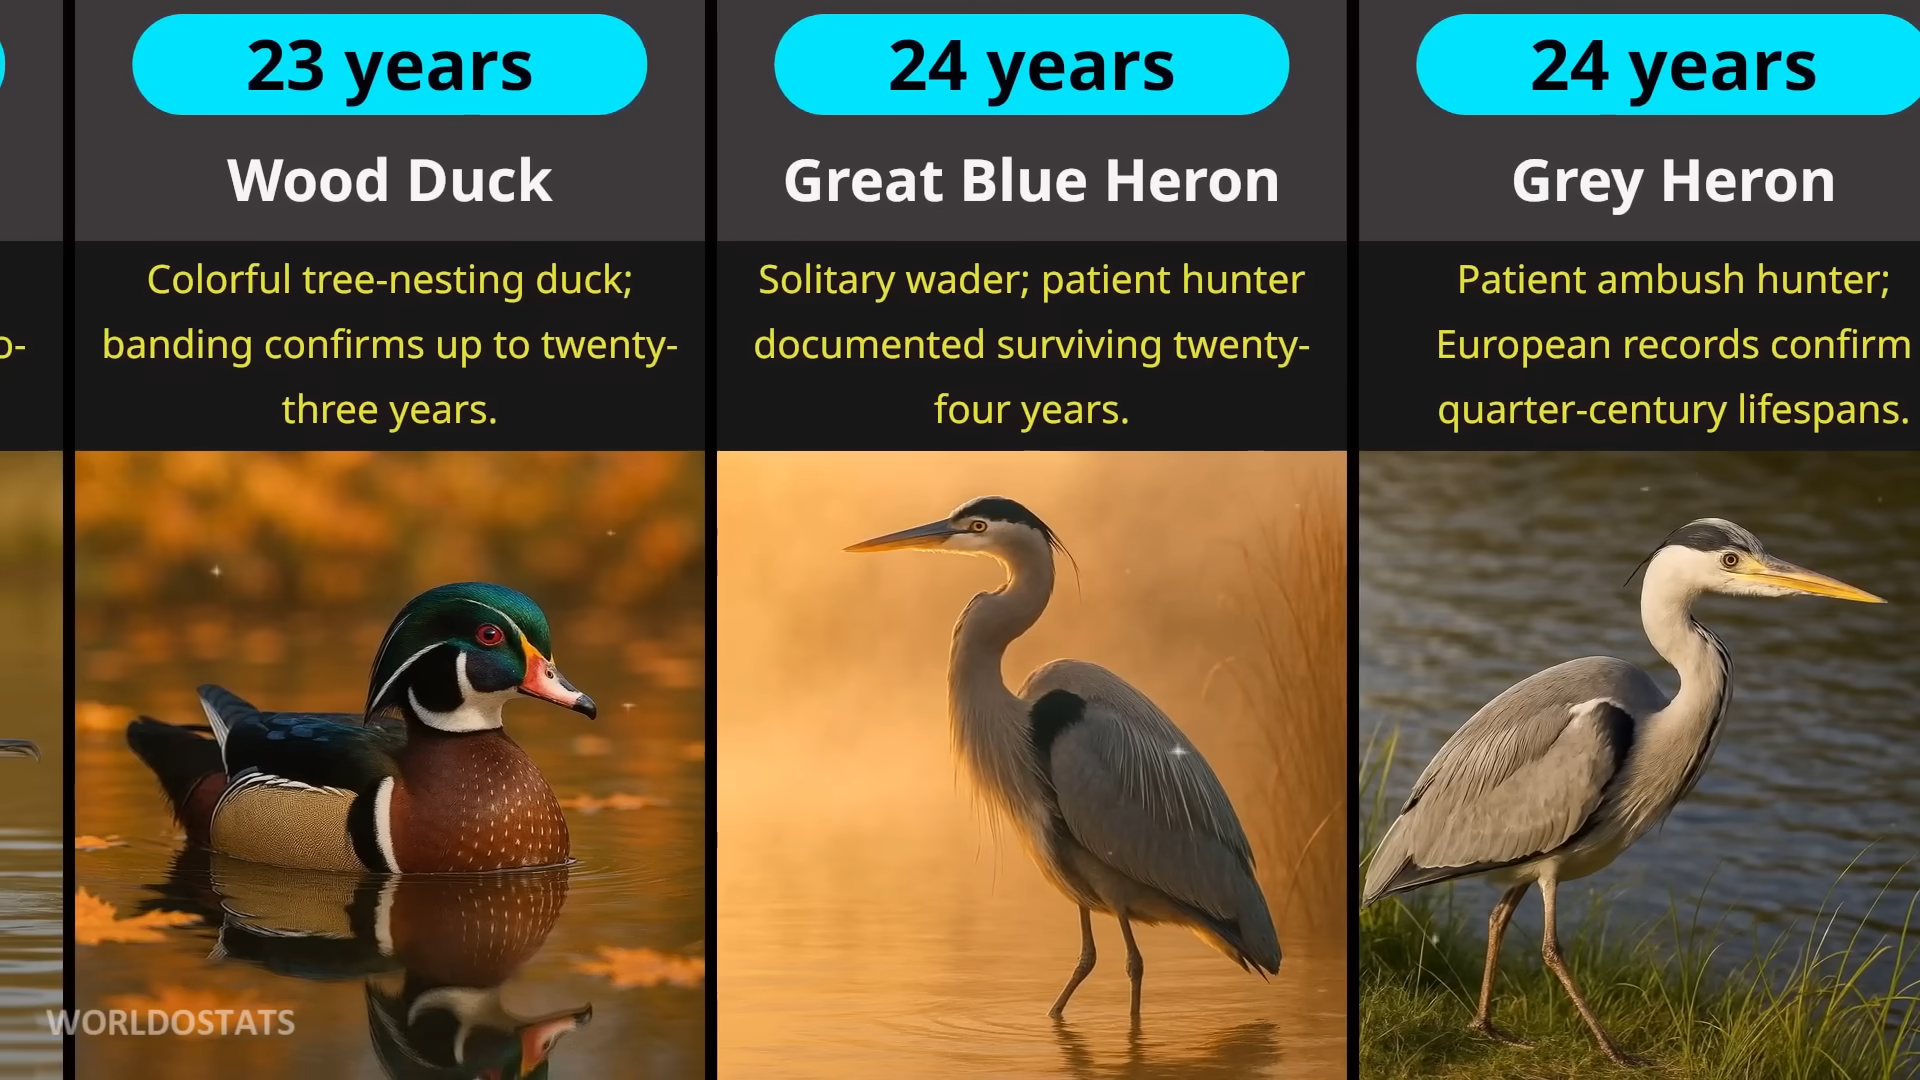 23 years
Wood Duck
Colorful tree-nesting duck;
banding confirms up to twenty-
three years.
24 years
Great Blue Heron
Solitary wader; patient hunter
documented surviving twenty-
four years.
24 years
Grey Heron
Patient ambush hunter;
European records confirm
quarter-century lifespans.
WORLDOSTATS